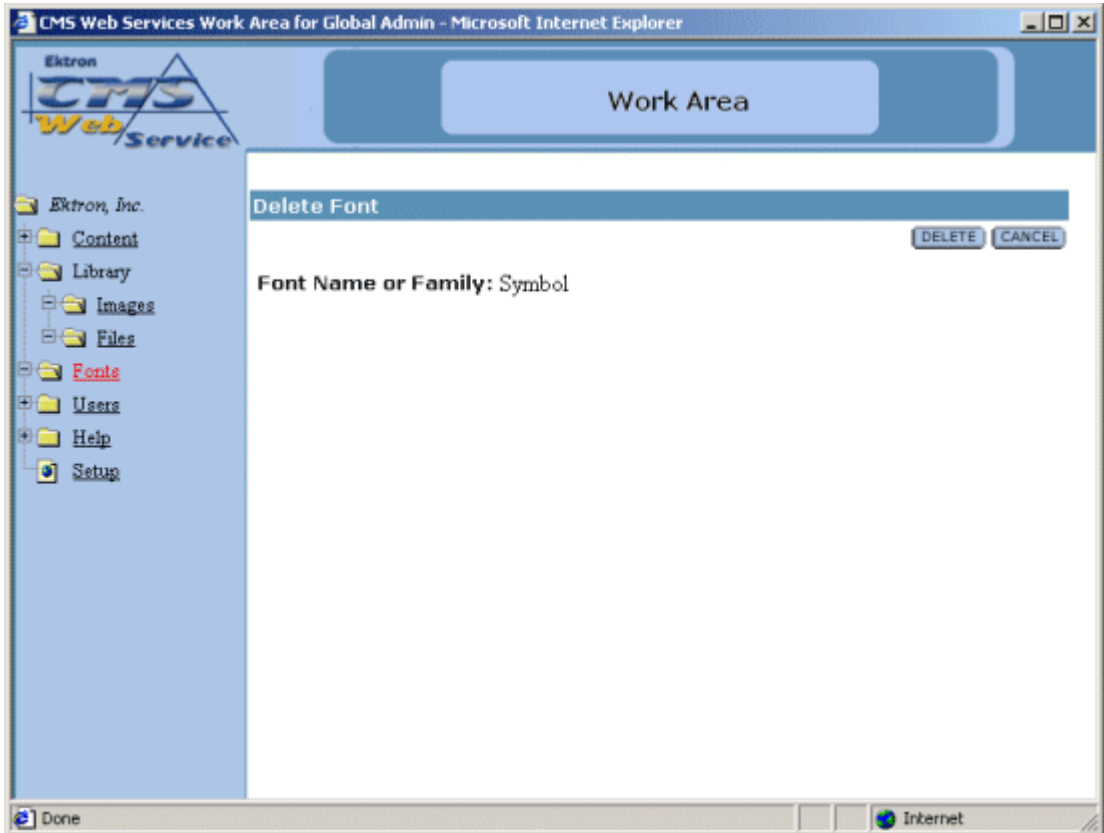 CMS Web Services Work Area for Global Admin - Microsoft Internet Explorer
Ektron
CMS
Web
Service
Work Area
Ektron, Inc.
Content
Library
Images
Files
Fonts
Users
Help
Setup
Delete Font
DELETE CANCEL
Font Name or Family: Symbol
Done
Internet